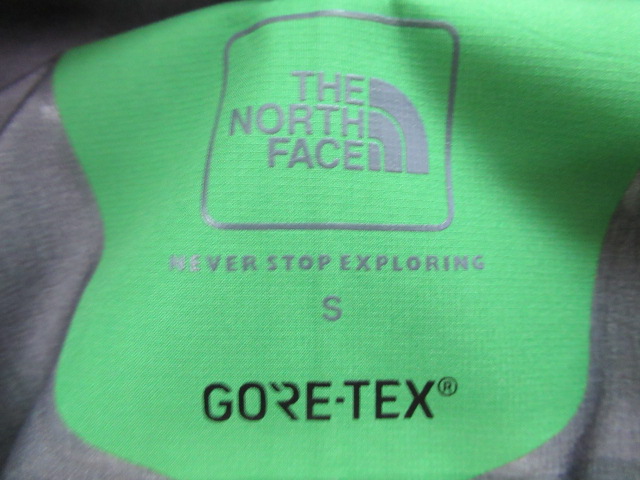 THE
NORTH
FACE
NEVER STOP EXPLORING
S
GORE-TEX®